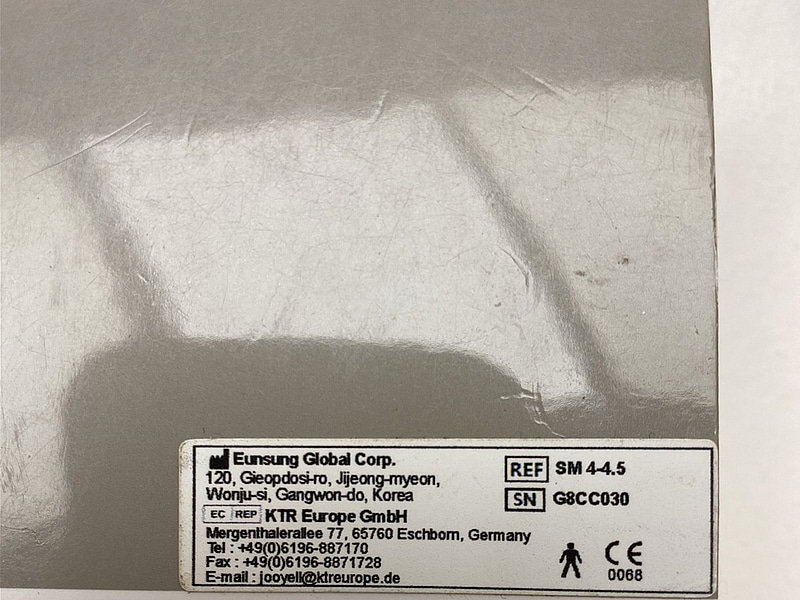 Eunsung Global Corp.
120, Gieopdosi-ro, Jijeong-myeon,
Wonju-si, Gangwon-do, Korea
EC REP KTR Europe GmbH
Mergenthalerallee 77, 65760 Eschborn, Germany
Tel : +49(0)6196-887170
Fax : +49(0)6196-8871728
E-mail : jooyell@ktreurope.de
REF SM 4-4.5
SN G8CC030
CE
0068